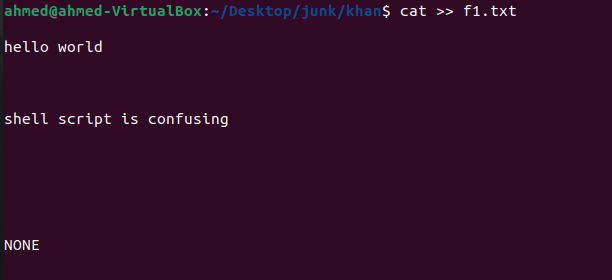 ahmed@ahmed-VirtualBox:~/Desktop/junk/khan$ cat >> f1.txt
hello world
shell script is confusing
NONE